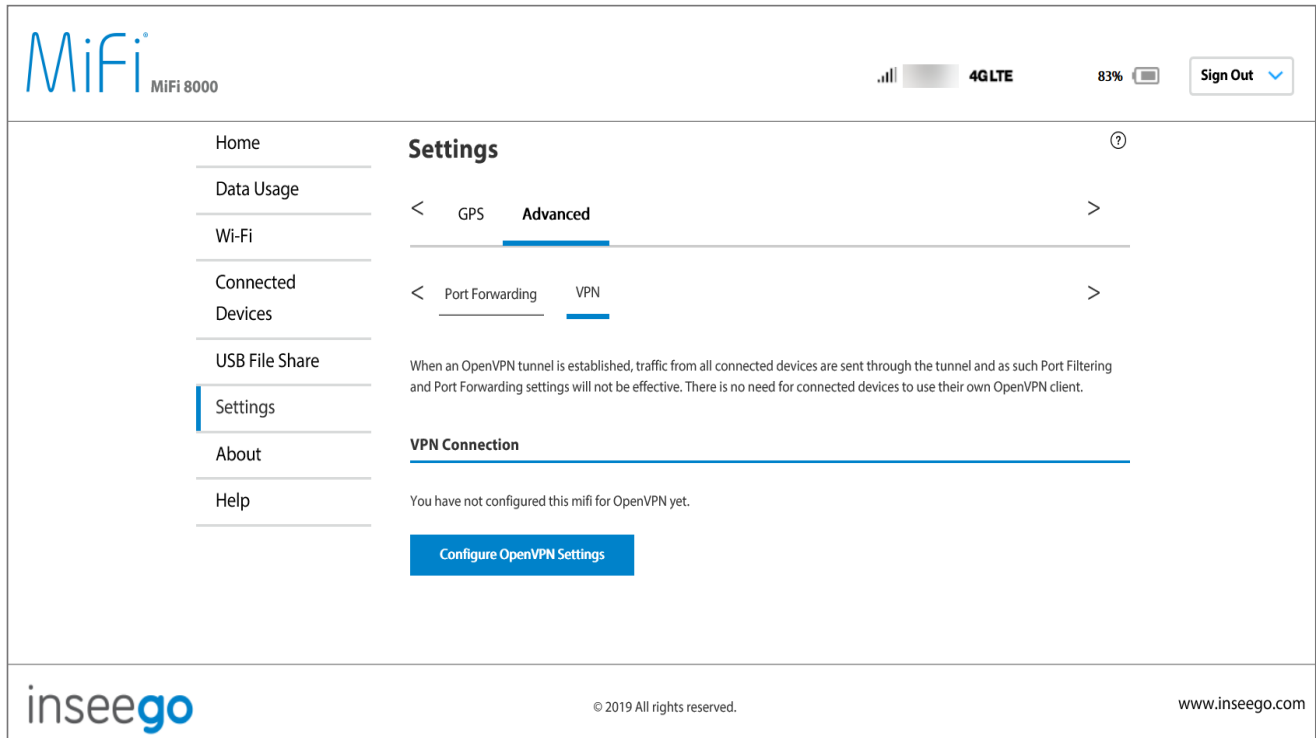 MiFi®
MiFi 8000
4G LTE
83%
Sign Out
Home
Data Usage
Wi-Fi
Connected
Devices
USB File Share
Settings
About
Help
Settings
?
< GPS Advanced >
< Port Forwarding VPN >
When an OpenVPN tunnel is established, traffic from all connected devices are sent through the tunnel and as such Port Filtering
and Port Forwarding settings will not be effective. There is no need for connected devices to use their own OpenVPN client.
VPN Connection
You have not configured this mifi for OpenVPN yet.
Configure OpenVPN Settings
inseego
© 2019 All rights reserved.
www.inseego.com